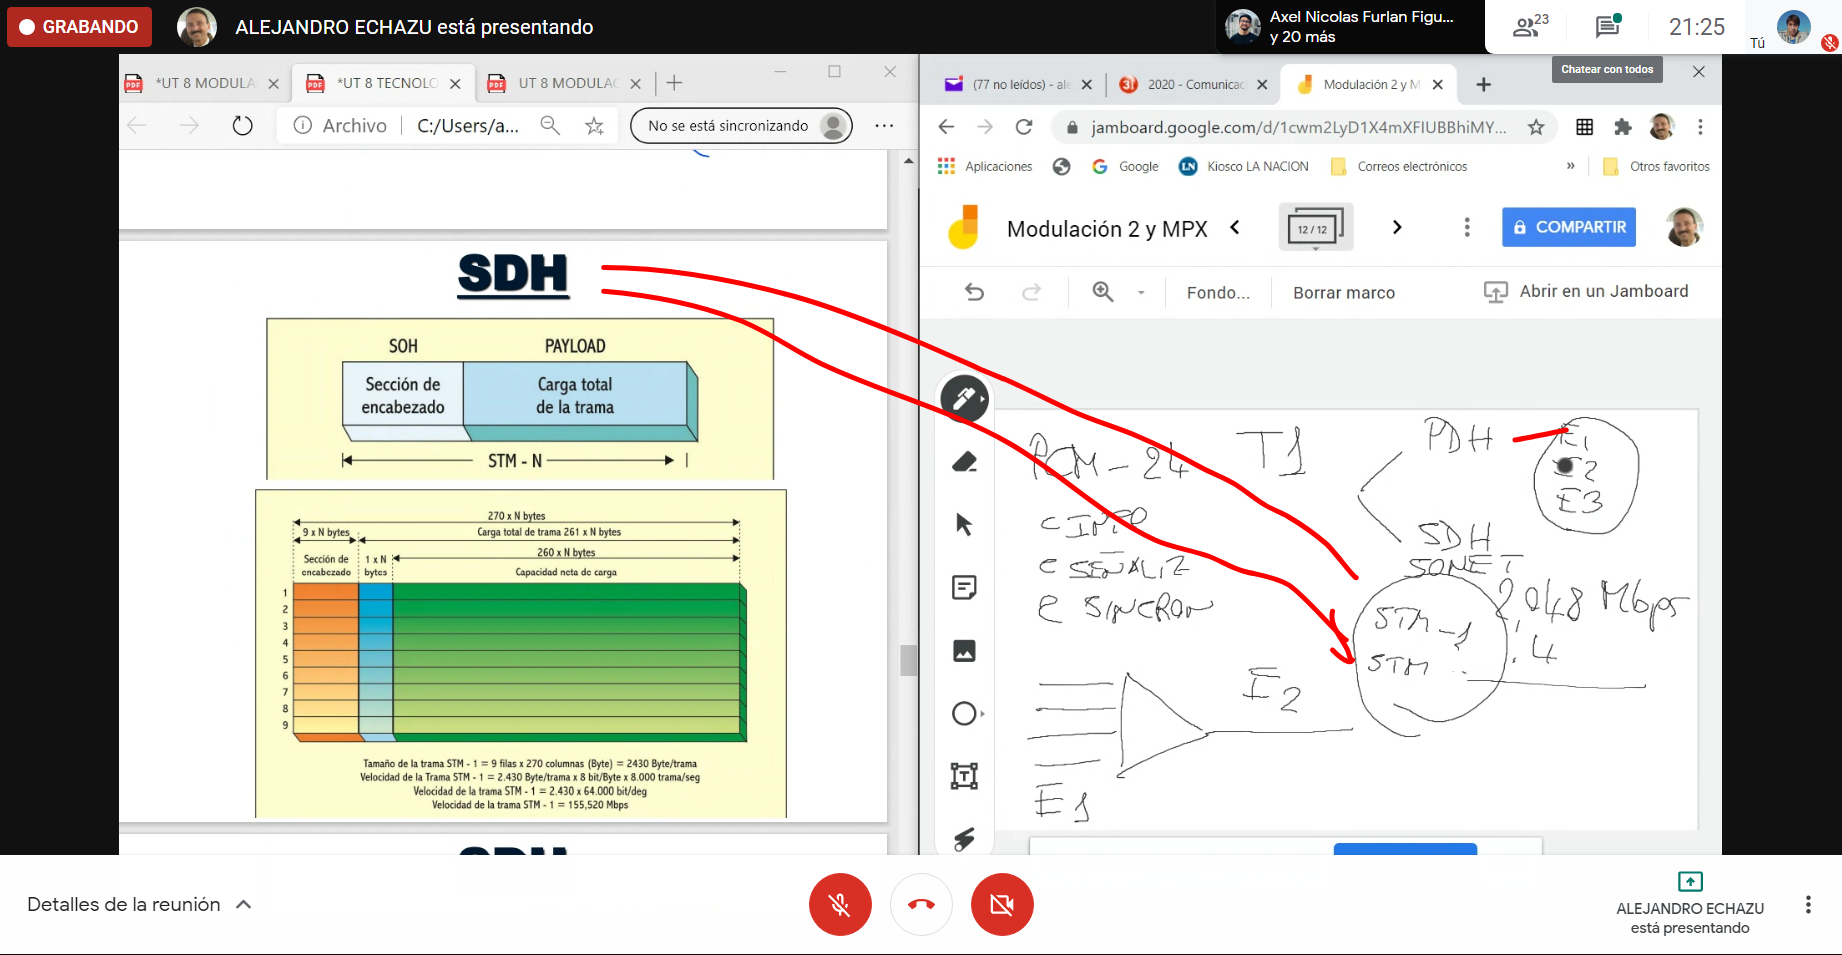 GRABANDO
ALEJANDRO ECHAZU está presentando
Axel Nicolas Furlan Figu...
y 20 más
23
21:25
Tú
Chatear con todos
*UT 8 MODULA
*UT 8 TECNOLO
UT 8 MODULAC
Archivo
C:/Users/a...
No se está sincronizando
SDH
SOH
PAYLOAD
Sección de
encabezado
Carga total
de la trama
STM - N
270 x N bytes
9 x N bytes
Carga total de trama 261 x N bytes
260 x N bytes
Sección de
encabezado
1 x N
bytes
Capacidad neta de carga
1
2
3
4
5
6
7
8
9
Tamaño de la trama STM - 1 = 9 filas x 270 columnas (Byte) = 2430 Byte/trama
Velocidad de la Trama STM - 1 = 2.430 Byte/trama x 8 bit/Byte x 8.000 trama/seg
Velocidad de la trama STM - 1 = 2.430 x 64.000 bit/deg
Velocidad de la trama STM - 1 = 155,520 Mbps
(77 no leídos) - ale
31
2020 - Comunicac
Modulación 2 y M
jamboard.google.com/d/1cwm2LyD1X4mXFIUBBhiMY...
Aplicaciones
Google
LN
Kiosco LA NACION
Correos electrónicos
»
Otros favoritos
Modulación 2 y MPX
12 / 12
COMPARTIR
Fondo...
Borrar marco
Abrir en un Jamboard
PCM - 24
T1
PDH
E1
E2
E3
C INTO
C SEÑALIZ
C SINCRON
SDH
SONET
2,048 Mbps
STM - 1
: 4
STM
E2
E1
Detalles de la reunión
ALEJANDRO ECHAZU
está presentando